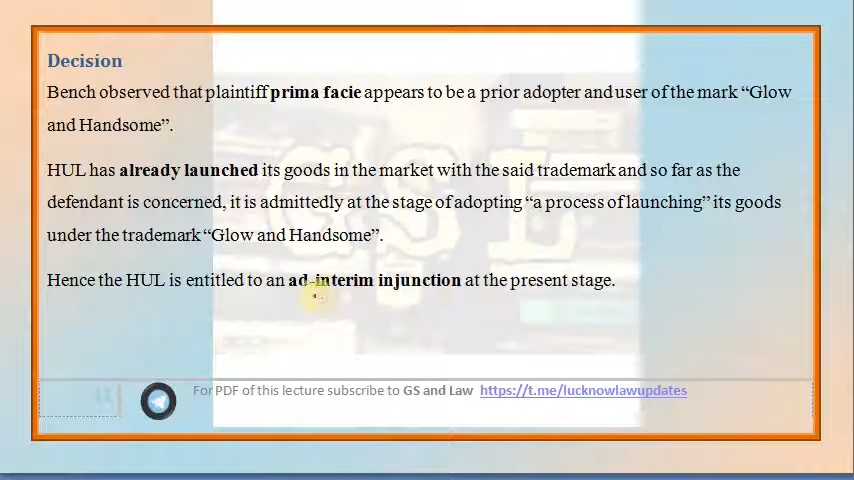 Decision
Bench observed that plaintiff prima facie appears to be a prior adopter and user of the mark “Glow
and Handsome”.
HUL has already launched its goods in the market with the said trademark and so far as the
defendant is concerned, it is admittedly at the stage of adopting “a process of launching” its goods
under the trademark “Glow and Handsome”.
Hence the HUL is entitled to an ad-interim injunction at the present stage.
GSL
For PDF of this lecture subscribe to GS and Law https://t.me/lucknowlawupdates